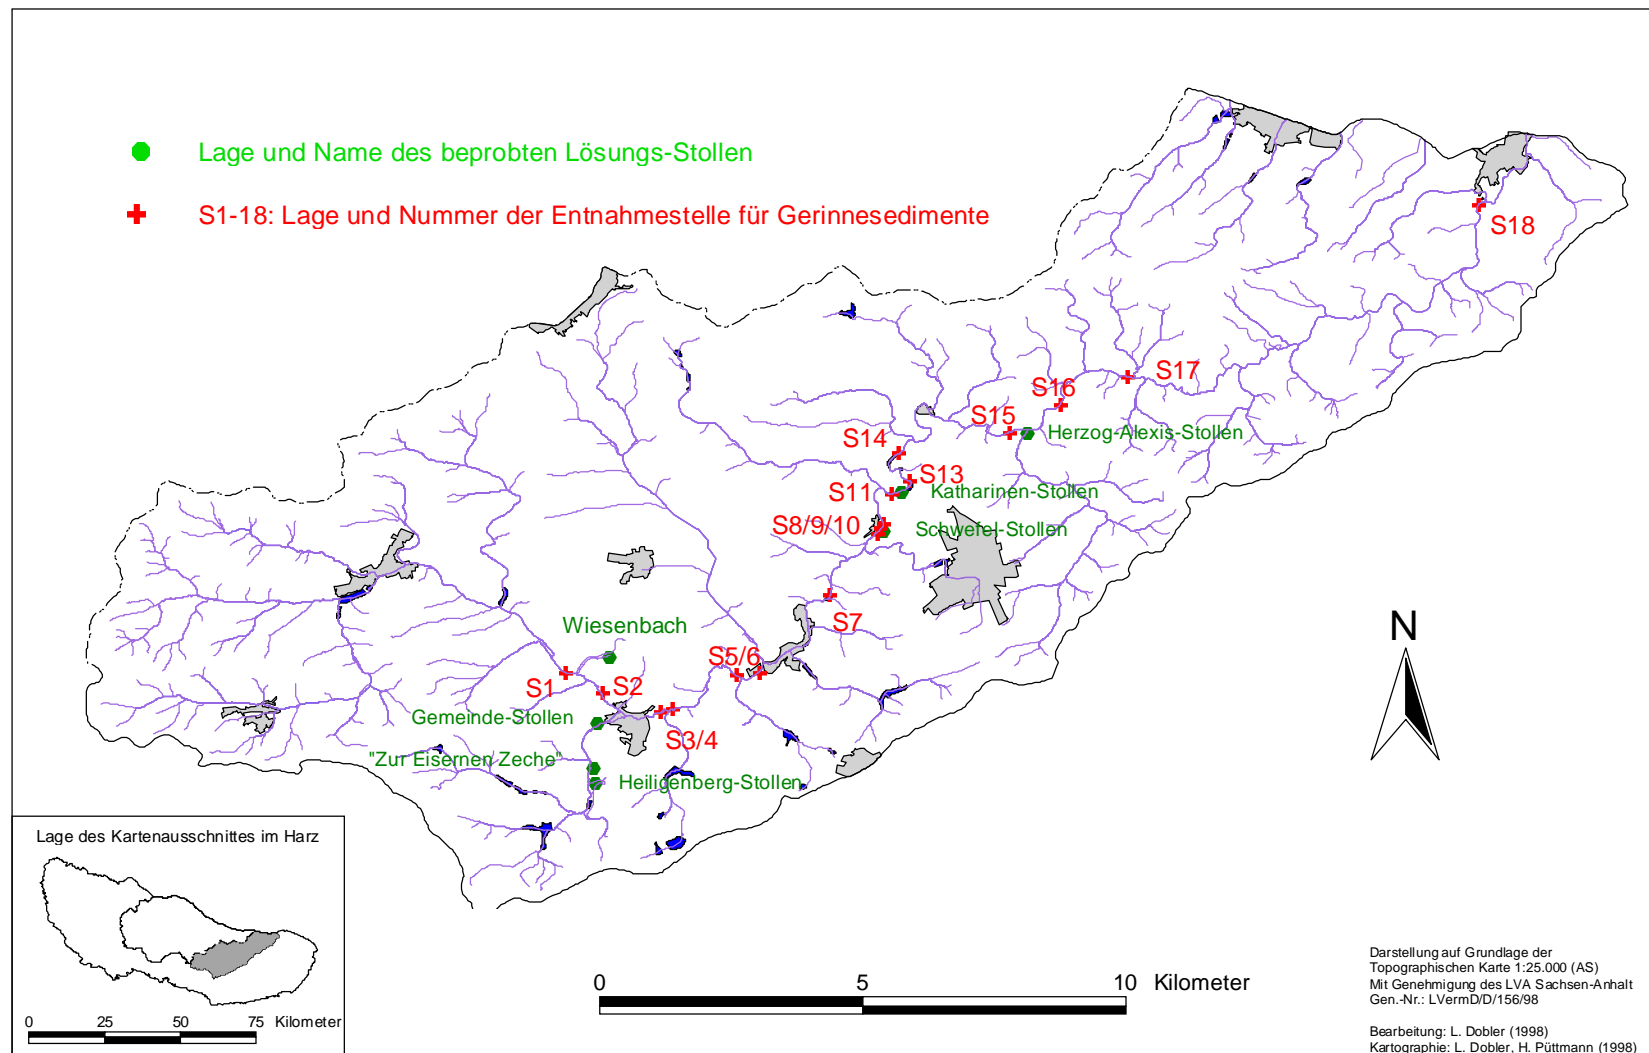 Lage und Name des beprobten Lösungs-Stollen
S1-18: Lage und Nummer der Entnahmestelle für Gerinnesedimente
S18
S17
S16
S15
Herzog-Alexis-Stollen
S14
S13
S11
Katharinen-Stollen
S8/9/10
Schwefel-Stollen
S7
Wiesenbach
S5/6
S1
S2
Gemeinde-Stollen
S3/4
"Zur Eisernen Zeche"
Heiligenberg-Stollen
N
Lage des Kartenausschnittes im Harz
0 25 50 75 Kilometer
0 5 10 Kilometer
Darstellung auf Grundlage der
Topographischen Karte 1:25.000 (AS)
Mit Genehmigung des LVA Sachsen-Anhalt
Gen.-Nr.: LVermD/D/156/98
Bearbeitung: L. Dobler (1998)
Kartographie: L. Dobler, H. Püttmann (1998)